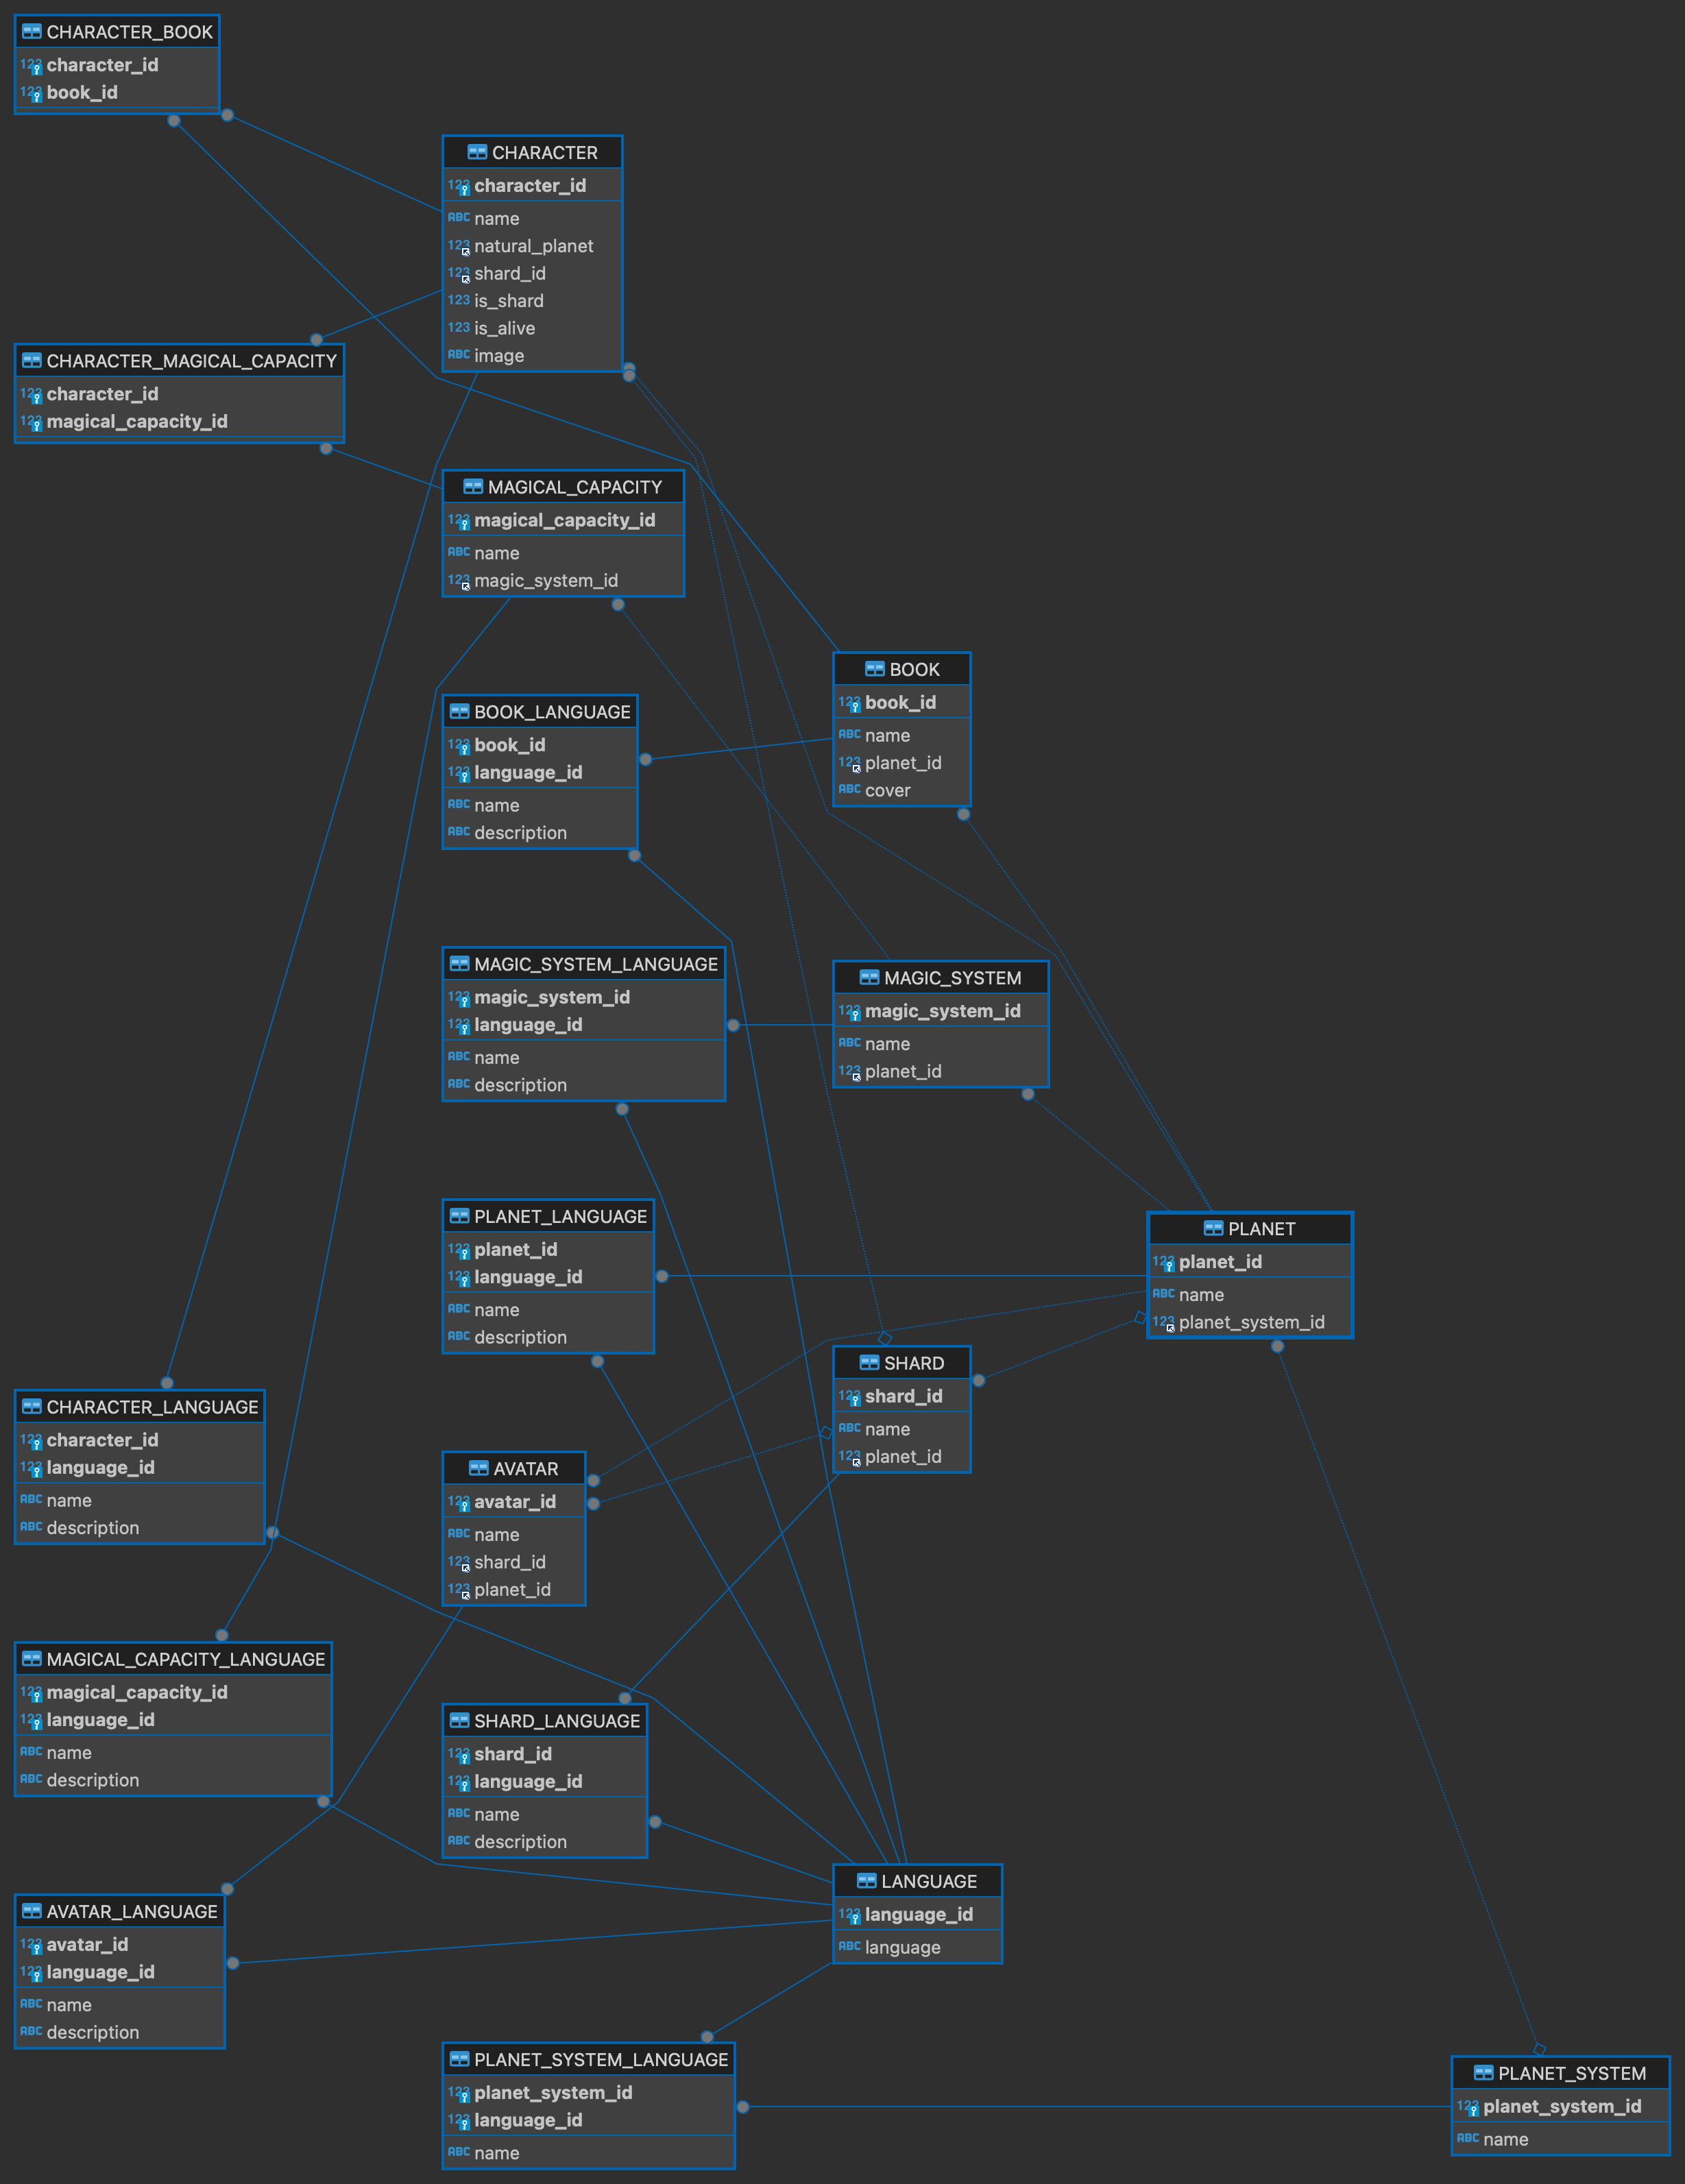 CHARACTER_BOOK
123 character_id
123 book_id
CHARACTER
123 character_id
ABC name
123 natural_planet
123 shard_id
123 is_shard
123 is_alive
ABC image
CHARACTER_MAGICAL_CAPACITY
123 character_id
123 magical_capacity_id
MAGICAL_CAPACITY
123 magical_capacity_id
ABC name
123 magic_system_id
BOOK
123 book_id
ABC name
123 planet_id
ABC cover
BOOK_LANGUAGE
123 book_id
123 language_id
ABC name
ABC description
MAGIC_SYSTEM_LANGUAGE
123 magic_system_id
123 language_id
ABC name
ABC description
MAGIC_SYSTEM
123 magic_system_id
ABC name
123 planet_id
PLANET_LANGUAGE
123 planet_id
123 language_id
ABC name
ABC description
PLANET
123 planet_id
ABC name
123 planet_system_id
SHARD
123 shard_id
ABC name
123 planet_id
CHARACTER_LANGUAGE
123 character_id
123 language_id
ABC name
ABC description
AVATAR
123 avatar_id
ABC name
123 shard_id
123 planet_id
MAGICAL_CAPACITY_LANGUAGE
123 magical_capacity_id
123 language_id
ABC name
ABC description
SHARD_LANGUAGE
123 shard_id
123 language_id
ABC name
ABC description
LANGUAGE
123 language_id
ABC language
AVATAR_LANGUAGE
123 avatar_id
123 language_id
ABC name
ABC description
PLANET_SYSTEM_LANGUAGE
123 planet_system_id
123 language_id
ABC name
PLANET_SYSTEM
123 planet_system_id
ABC name